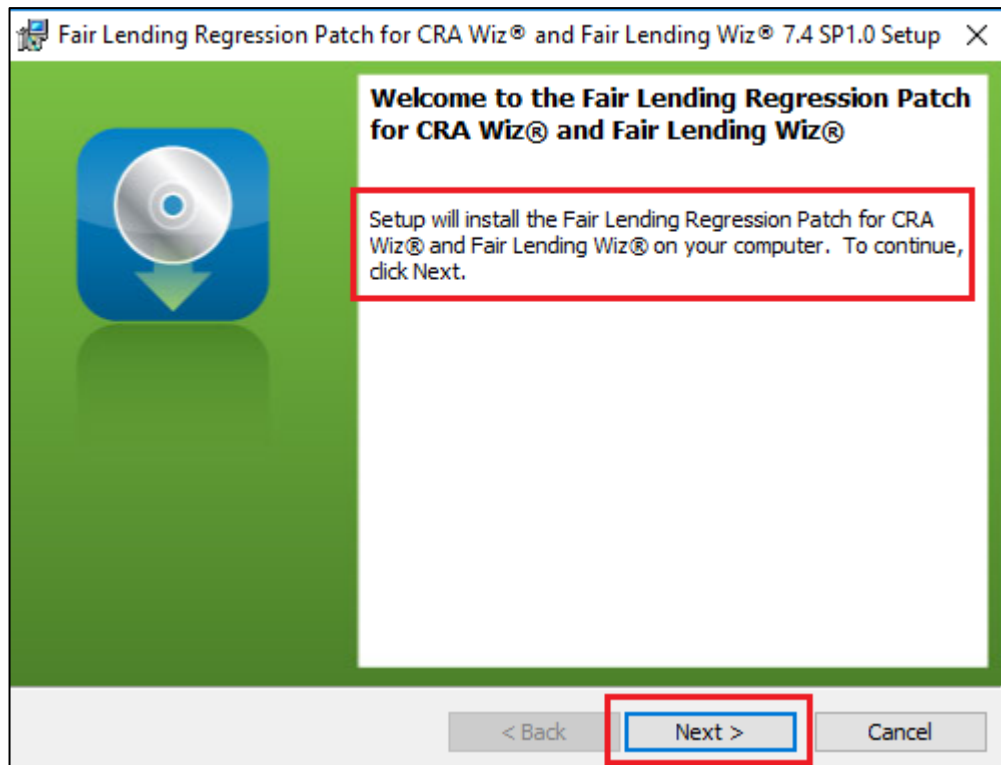 Fair Lending Regression Patch for CRA Wiz® and Fair Lending Wiz® 7.4 SP1.0 Setup
Welcome to the Fair Lending Regression Patch
for CRA Wiz® and Fair Lending Wiz®
Setup will install the Fair Lending Regression Patch for CRA
Wiz® and Fair Lending Wiz® on your computer.  To continue,
click Next.
< Back
Next >
Cancel